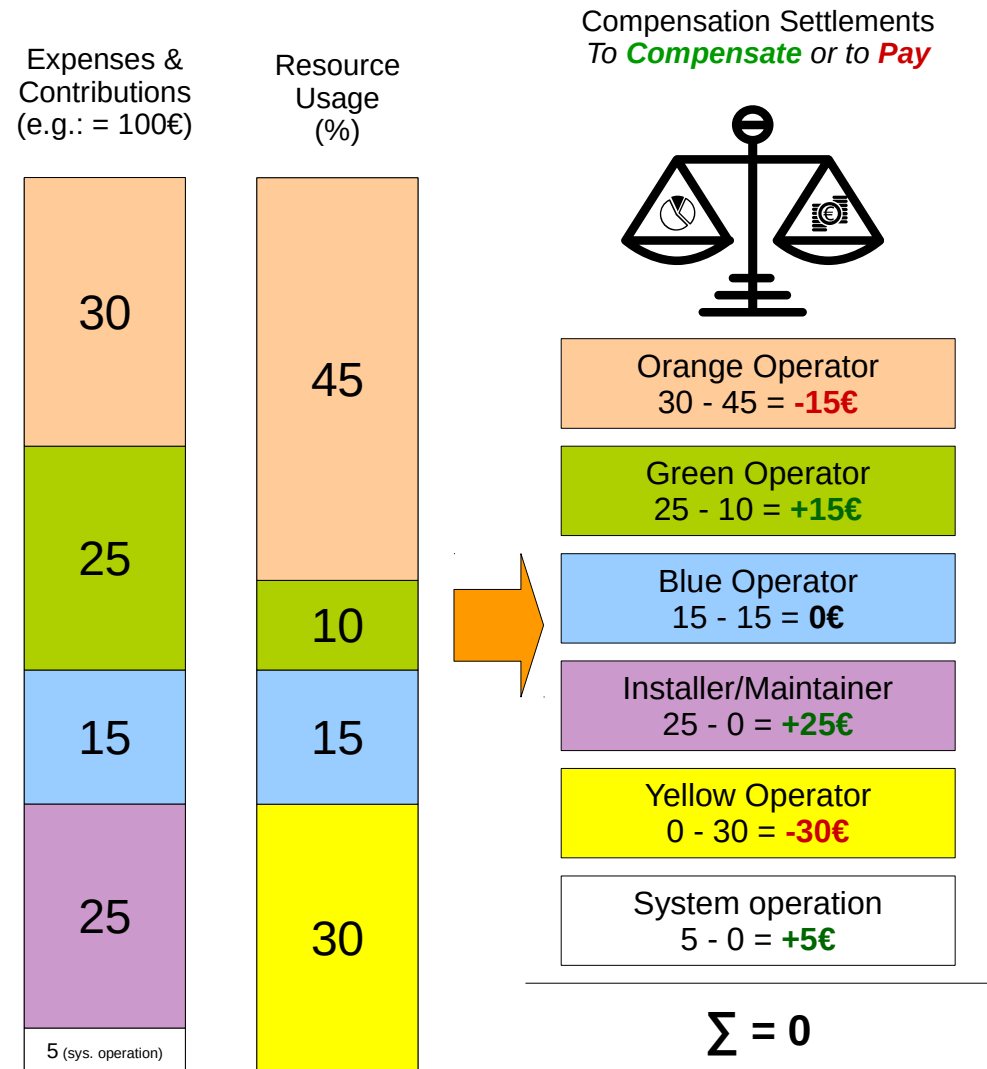 Expenses &
Contributions
(e.g.: = 100€)
Resource
Usage
(%)
Compensation Settlements
To Compensate or to Pay
30
25
15
25
5 (sys. operation)
45
10
15
30
€
Orange Operator
30 - 45 = -15€
Green Operator
25 - 10 = +15€
Blue Operator
15 - 15 = 0€
Installer/Maintainer
25 - 0 = +25€
Yellow Operator
0 - 30 = -30€
System operation
5 - 0 = +5€
∑ = 0